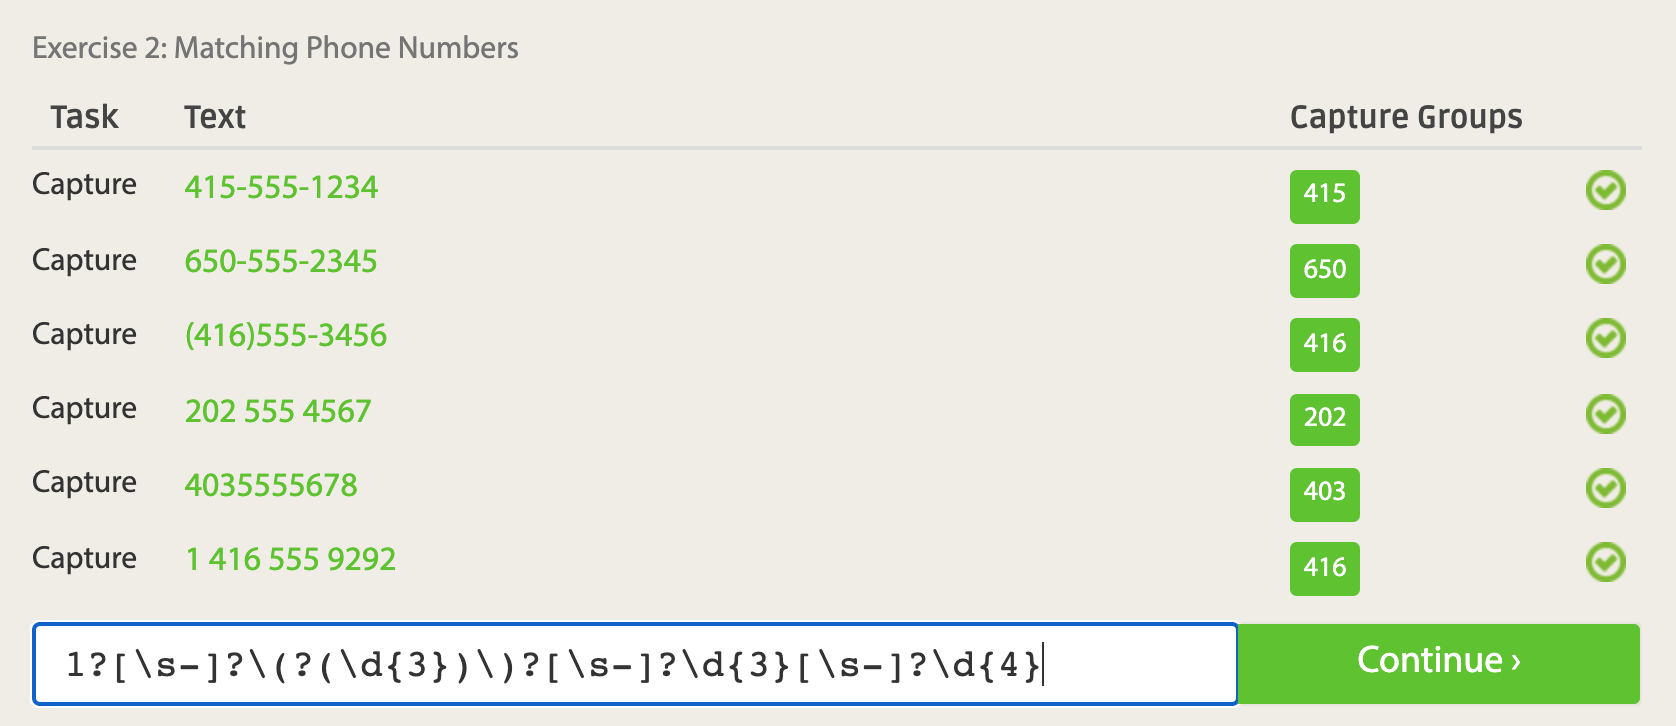 Exercise 2: Matching Phone Numbers
Task Text Capture Groups
Capture 415-555-1234 415
Capture 650-555-2345 650
Capture (416)555-3456 416
Capture 202 555 4567 202
Capture 4035555678 403
Capture 1 416 555 9292 416
1?[\s-]?\(?(\d{3})\)?[\s-]?\d{3}[\s-]?\d{4} Continue ›